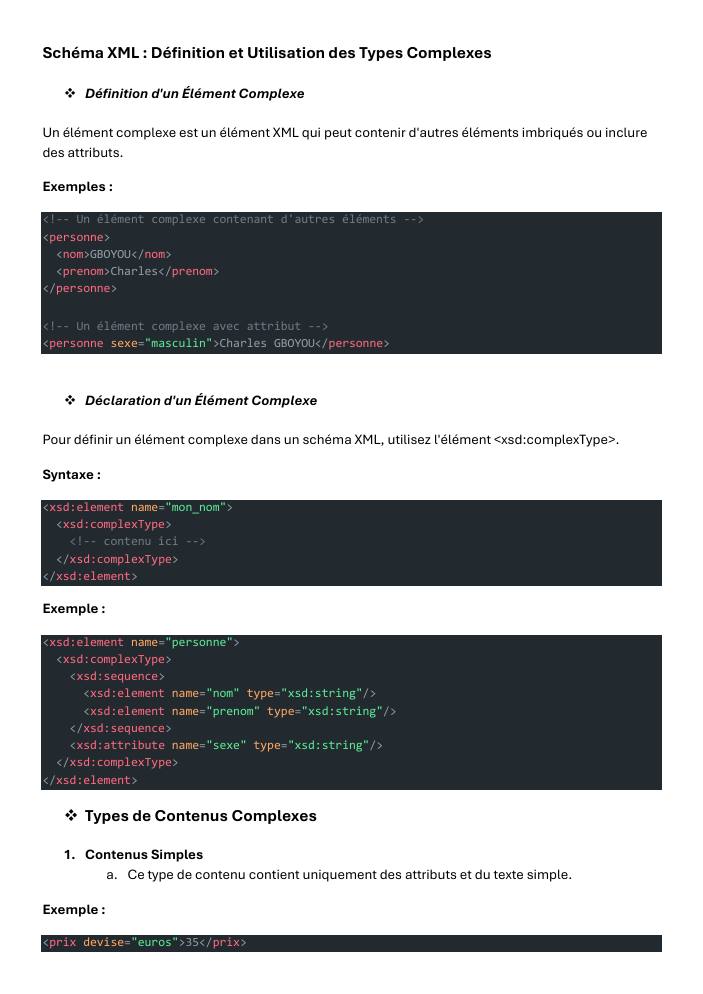 Schéma XML : Définition et Utilisation des Types Complexes
❖ Définition d'un Élément Complexe
Un élément complexe est un élément XML qui peut contenir d'autres éléments imbriqués ou inclure
des attributs.
Exemples :
<!-- Un élément complexe contenant d'autres éléments -->
<personne>
  <nom>GBOYOU</nom>
  <prenom>Charles</prenom>
</personne>
<!-- Un élément complexe avec attribut -->
<personne sexe="masculin">Charles GBOYOU</personne>
❖ Déclaration d'un Élément Complexe
Pour définir un élément complexe dans un schéma XML, utilisez l'élément <xsd:complexType>.
Syntaxe :
<xsd:element name="mon_nom">
  <xsd:complexType>
    <!-- contenu ici -->
  </xsd:complexType>
</xsd:element>
Exemple :
<xsd:element name="personne">
  <xsd:complexType>
    <xsd:sequence>
      <xsd:element name="nom" type="xsd:string"/>
      <xsd:element name="prenom" type="xsd:string"/>
    </xsd:sequence>
    <xsd:attribute name="sexe" type="xsd:string"/>
  </xsd:complexType>
</xsd:element>
❖ Types de Contenus Complexes
1. Contenus Simples
a. Ce type de contenu contient uniquement des attributs et du texte simple.
Exemple :
<prix devise="euros">35</prix>